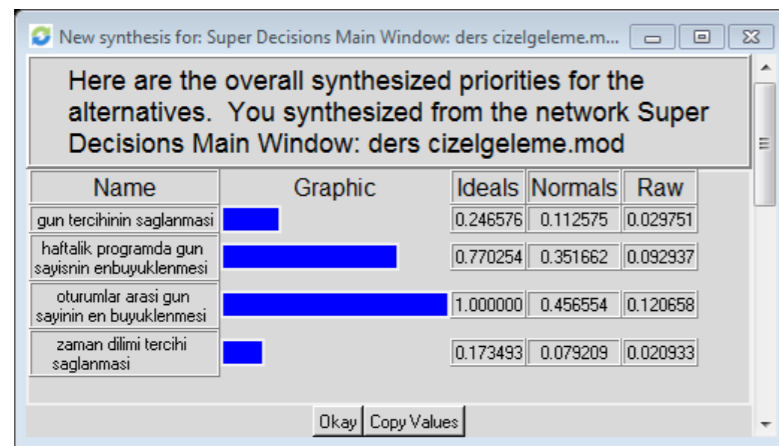 New synthesis for: Super Decisions Main Window: ders cizelgeleme.m...
Here are the overall synthesized priorities for the
alternatives. You synthesized from the network Super
Decisions Main Window: ders cizelgeleme.mod
Name Graphic Ideals Normals Raw
gun tercihinin saglanmasi 0.246576 0.112575 0.029751
haftalik programda gun
sayisnin enbuyuklenmesi 0.770254 0.351662 0.092937
oturumlar arasi gun
sayinin en buyuklenmesi 1.000000 0.456554 0.120658
zaman dilimi tercihi
saglanmasi 0.173493 0.079209 0.020933
Okay Copy Values